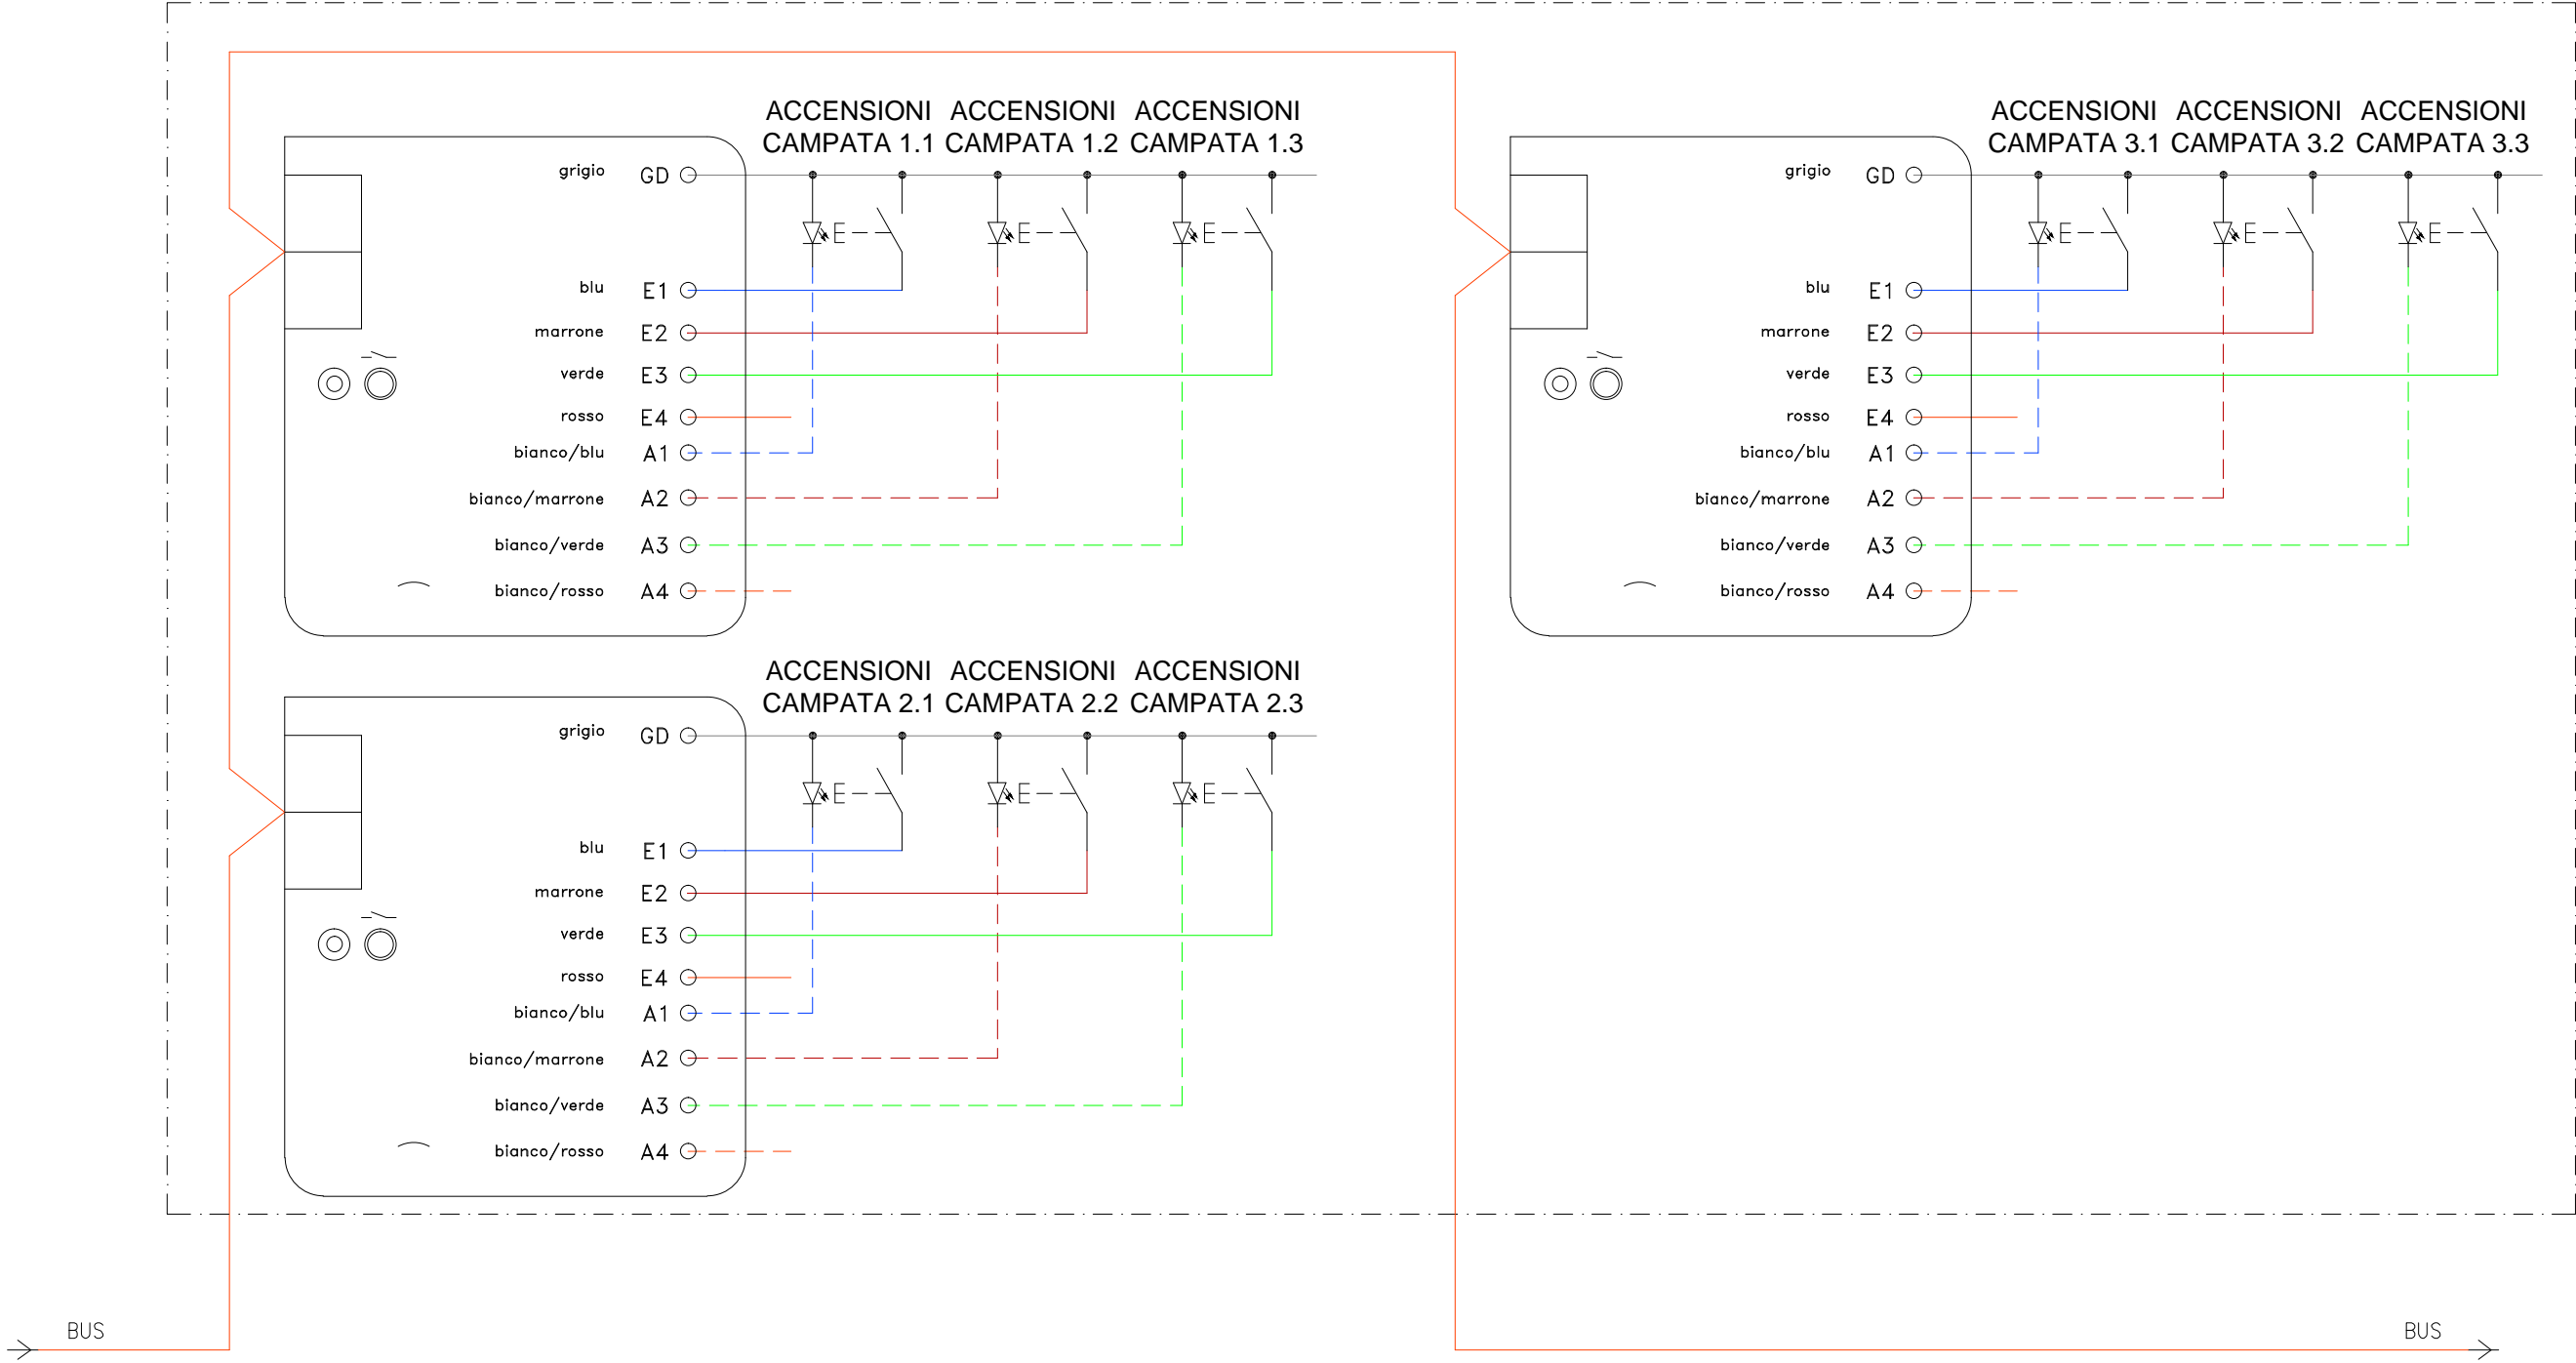 ACCENSIONI ACCENSIONI ACCENSIONI
CAMPATA 1.1 CAMPATA 1.2 CAMPATA 1.3
grigio GD
E E E
blu E1
marrone E2
verde E3
rosso E4
bianco/blu A1
bianco/marrone A2
bianco/verde A3
bianco/rosso A4
ACCENSIONI ACCENSIONI ACCENSIONI
CAMPATA 3.1 CAMPATA 3.2 CAMPATA 3.3
grigio GD
E E E
blu E1
marrone E2
verde E3
rosso E4
bianco/blu A1
bianco/marrone A2
bianco/verde A3
bianco/rosso A4
ACCENSIONI ACCENSIONI ACCENSIONI
CAMPATA 2.1 CAMPATA 2.2 CAMPATA 2.3
grigio GD
E E E
blu E1
marrone E2
verde E3
rosso E4
bianco/blu A1
bianco/marrone A2
bianco/verde A3
bianco/rosso A4
BUS
BUS